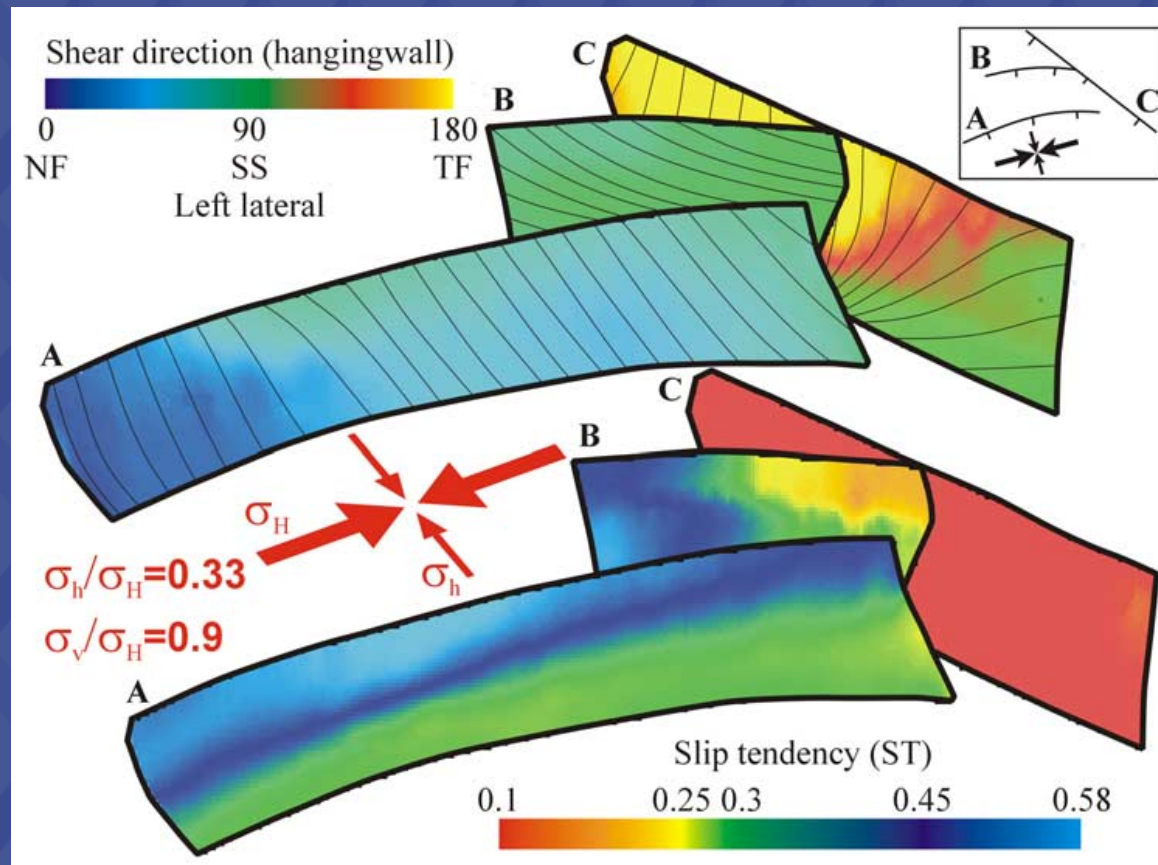 Shear direction (hangingwall)
0 90 180
NF SS TF
Left lateral
C
B
A
B
A
C
σH
σh
σh/σH=0.33
σv/σH=0.9
C
B
A
Slip tendency (ST)
0.1 0.25 0.3 0.45 0.58